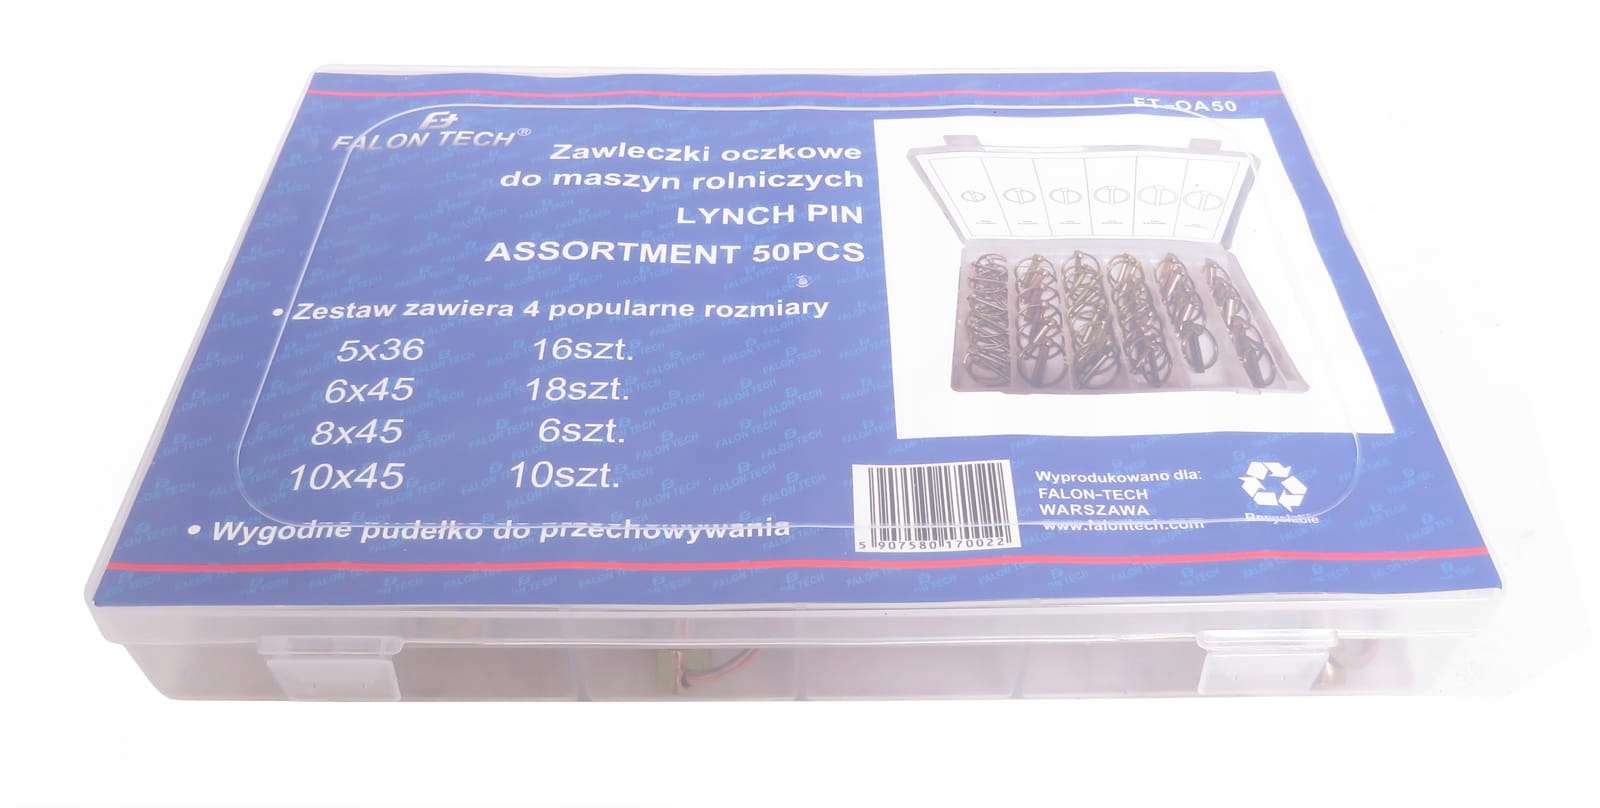 FT-QA50
FALON TECH®
Zawleczki oczkowe
do maszyn rolniczych
LYNCH PIN
ASSORTMENT 50PCS
• Zestaw zawiera 4 popularne rozmiary
5x36 16szt.
6x45 18szt.
8x45 6szt.
10x45 10szt.
• Wygodne pudełko do przechowywania
5 907580 170022
Wyprodukowano dla:
FALON-TECH
WARSZAWA
www.falontech.com
Recyclable